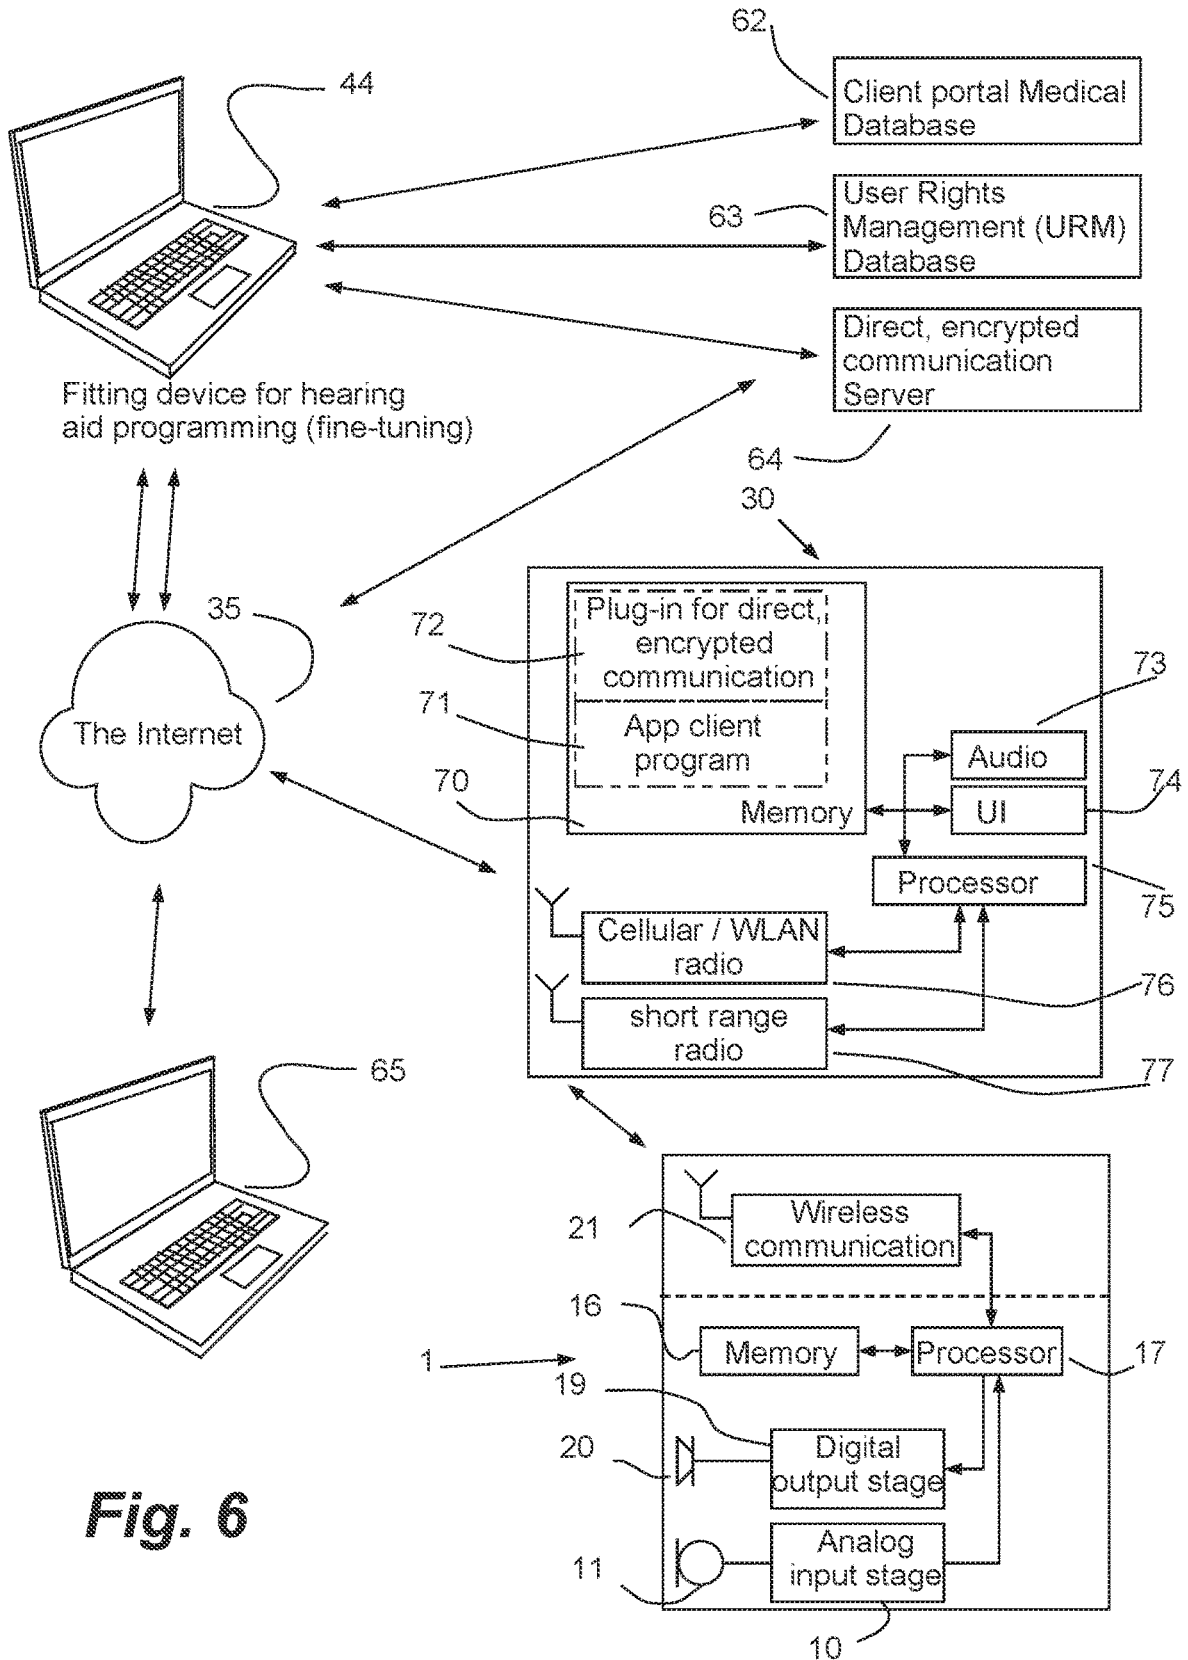 62
44
Client portal Medical
Database
User Rights
63
Management (URM)
Database
Direct, encrypted
communication
Server
Fitting device for hearing
aid programming (fine-tuning)
64
30
35
72
Plug-in for direct,
encrypted
communication
73
71
App client
program
The Internet
Audio
70
Memory
UI
74
Processor
75
Cellular / WLAN
radio
76
short range
radio
77
65
21
Wireless
communication
16
Memory
Processor
17
1
19
20
Digital
output stage
Fig. 6
11
Analog
input stage
10